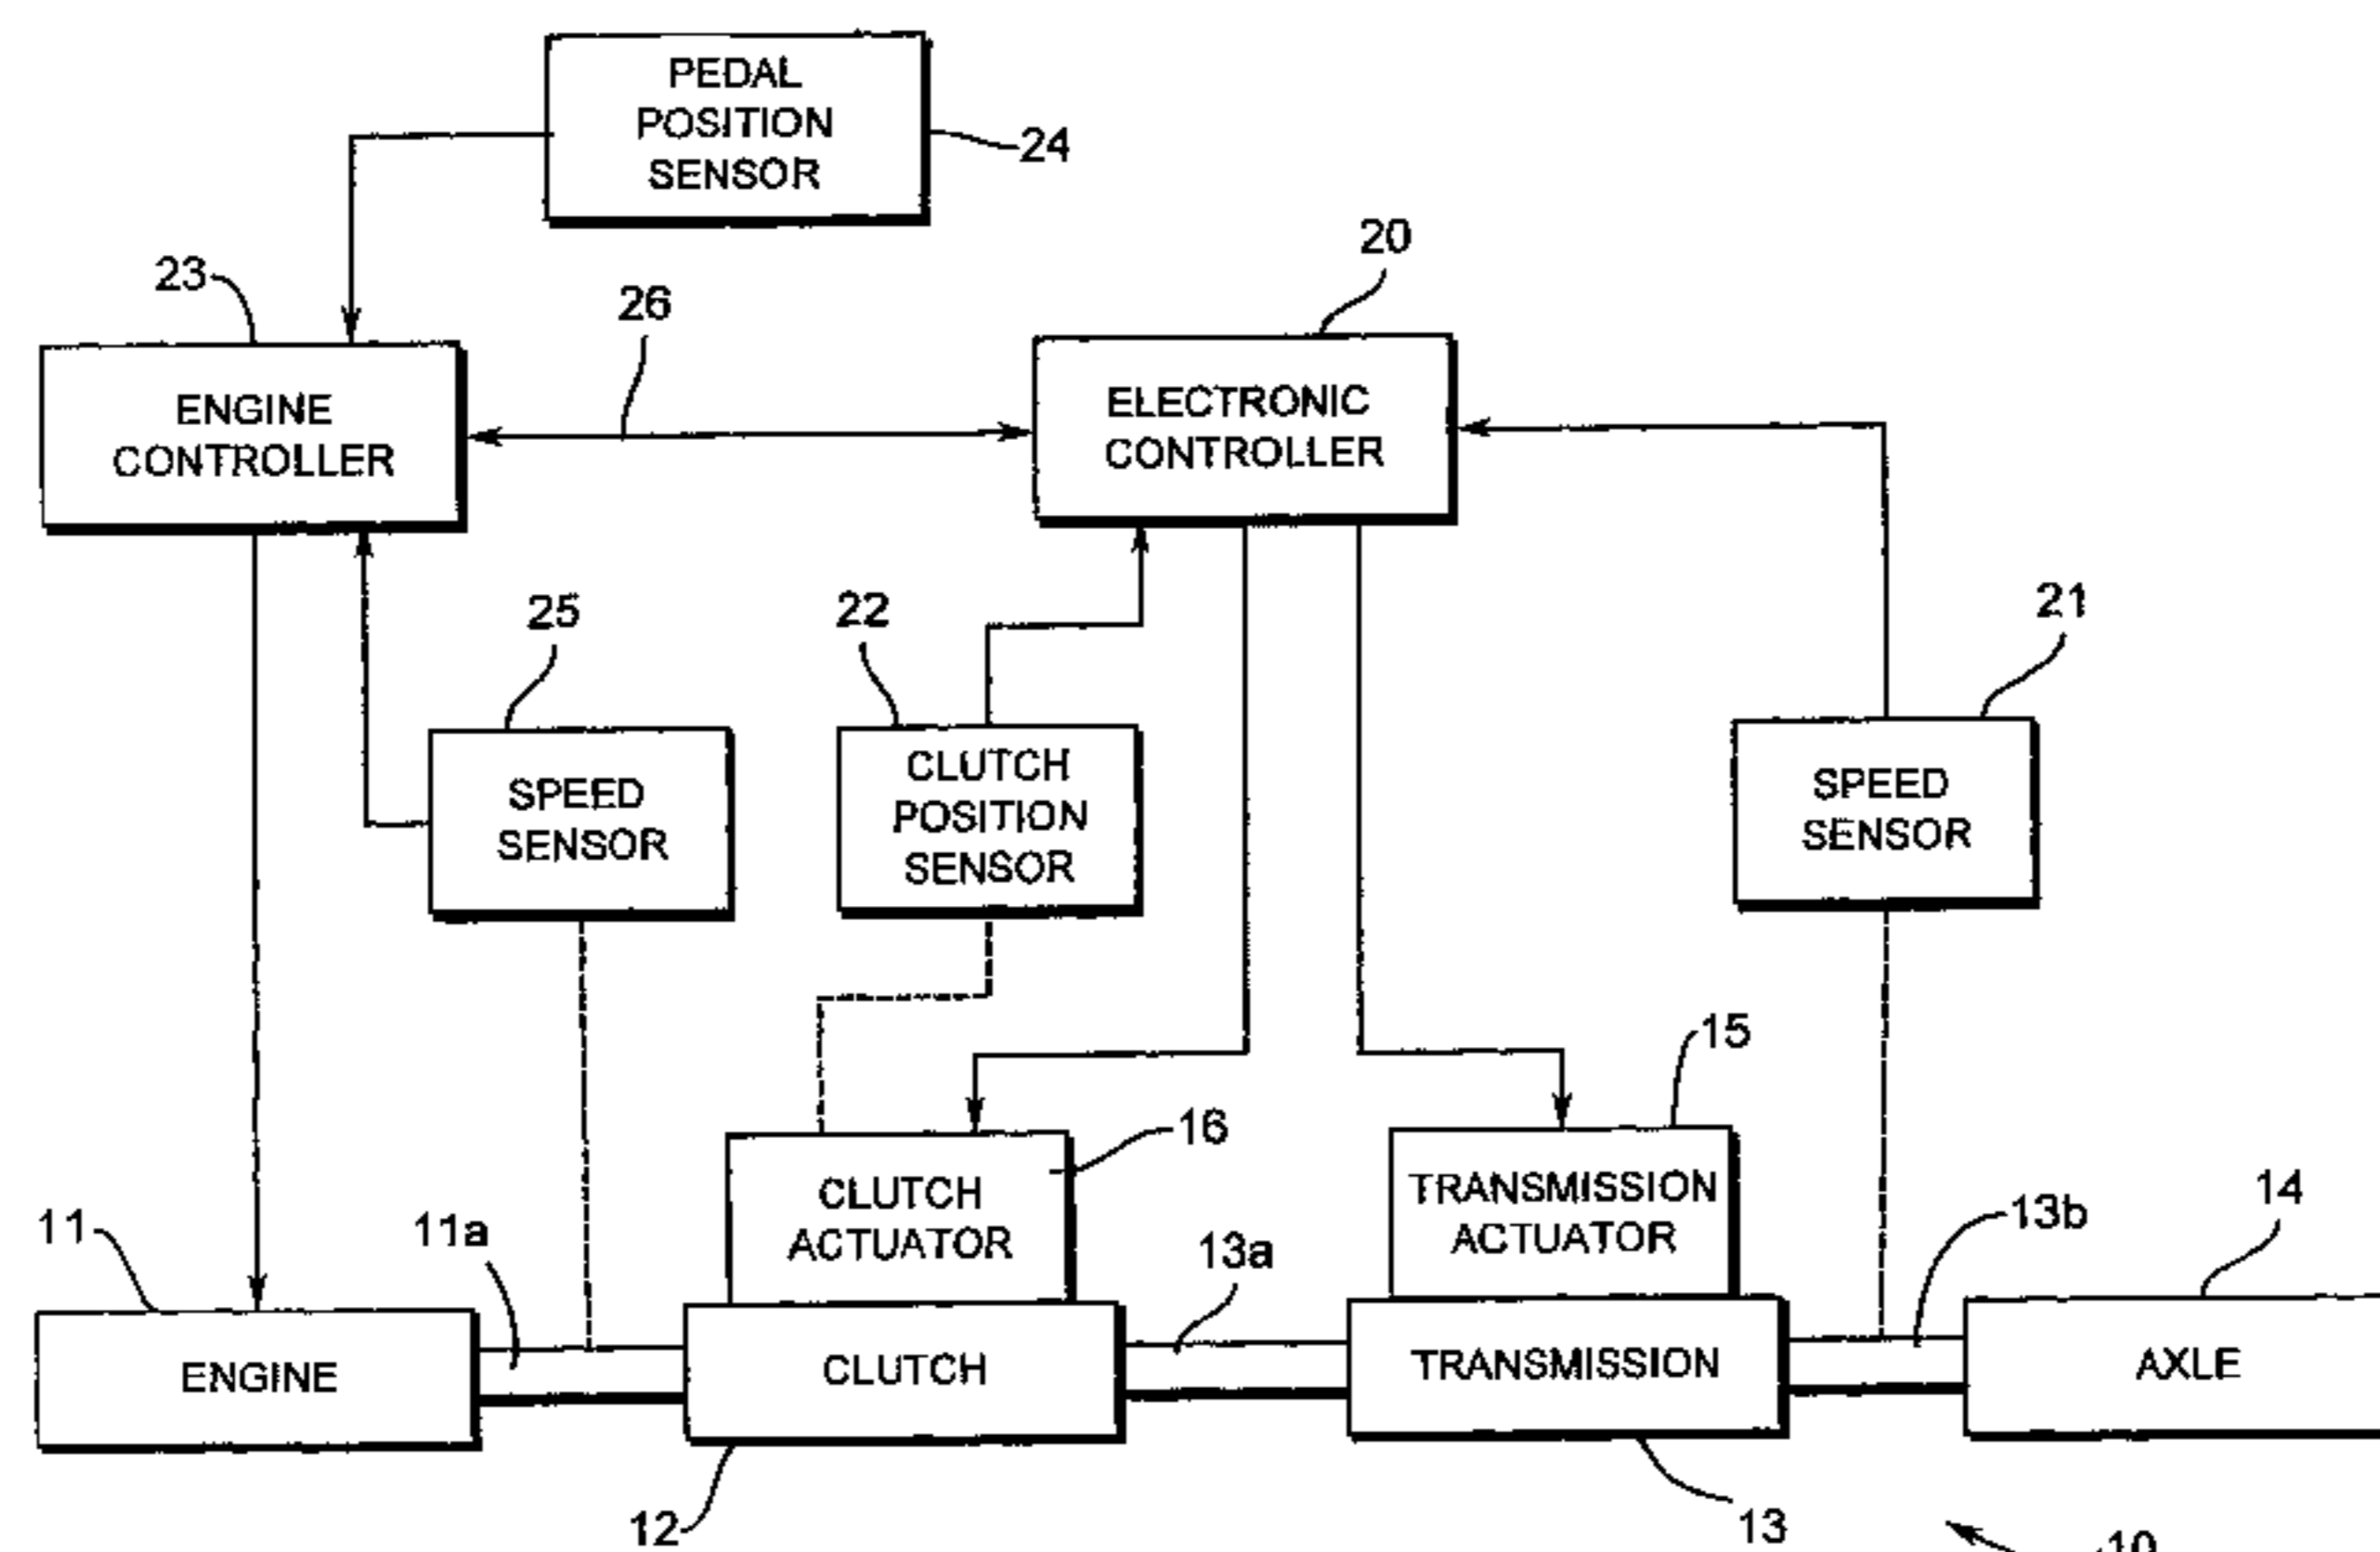 PEDAL
POSITION
SENSOR
24
20
23
26
ENGINE
CONTROLLER
ELECTRONIC
CONTROLLER
25
22
21
SPEED
SENSOR
CLUTCH
POSITION
SENSOR
SPEED
SENSOR
15
16
CLUTCH
ACTUATOR
TRANSMISSION
ACTUATOR
14
11
11a
13a
13b
ENGINE
CLUTCH
TRANSMISSION
AXLE
12
13
10